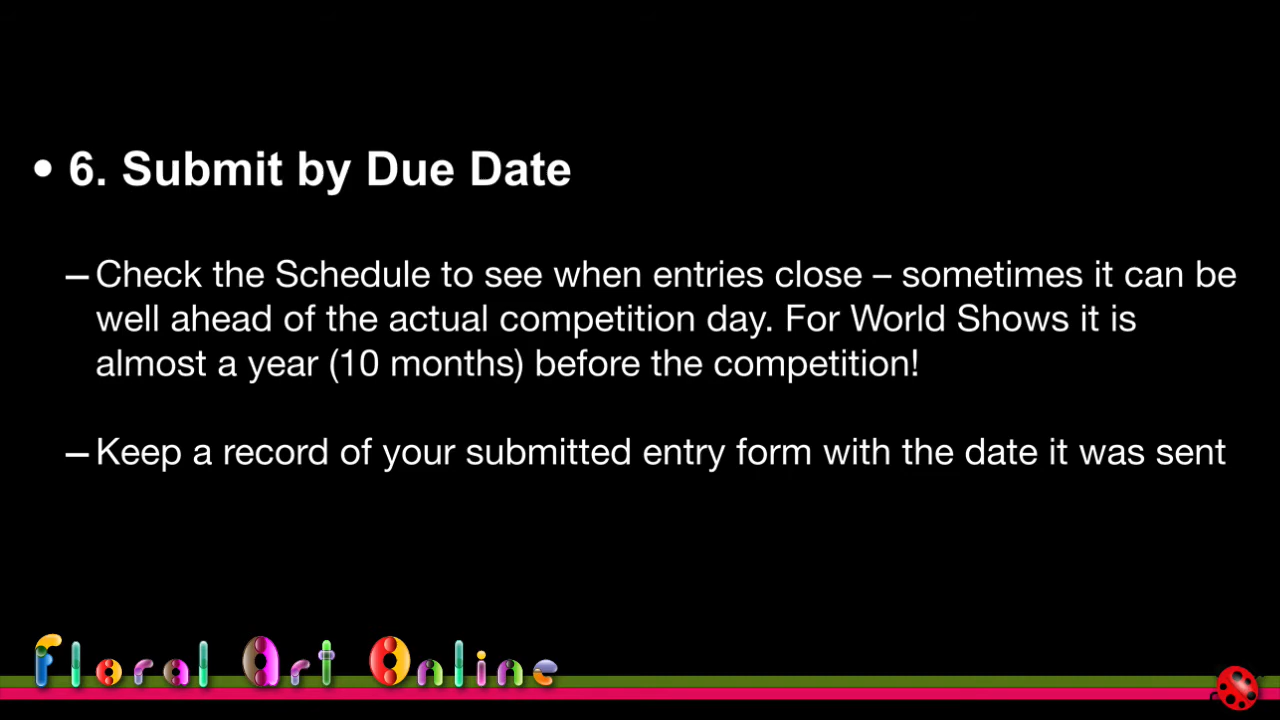 • 6. Submit by Due Date
– Check the Schedule to see when entries close – sometimes it can be
well ahead of the actual competition day. For World Shows it is
almost a year (10 months) before the competition!
– Keep a record of your submitted entry form with the date it was sent
Floral Art Online